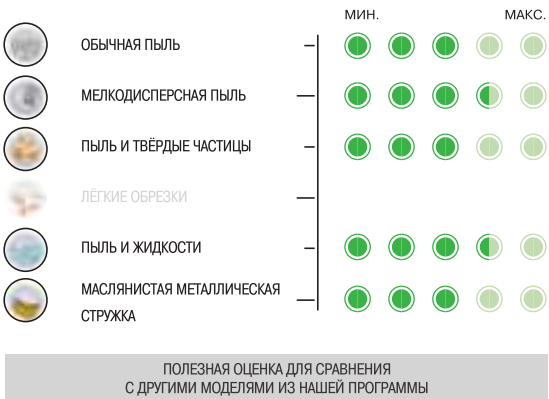 МИН. МАКС.
ОБЫЧНАЯ ПЫЛЬ
МЕЛКОДИСПЕРСНАЯ ПЫЛЬ
ПЫЛЬ И ТВЁРДЫЕ ЧАСТИЦЫ
ЛЁГКИЕ ОБРЕЗКИ
ПЫЛЬ И ЖИДКОСТИ
МАСЛЯНИСТАЯ МЕТАЛЛИЧЕСКАЯ
СТРУЖКА
ПОЛЕЗНАЯ ОЦЕНКА ДЛЯ СРАВНЕНИЯ
С ДРУГИМИ МОДЕЛЯМИ ИЗ НАШЕЙ ПРОГРАММЫ